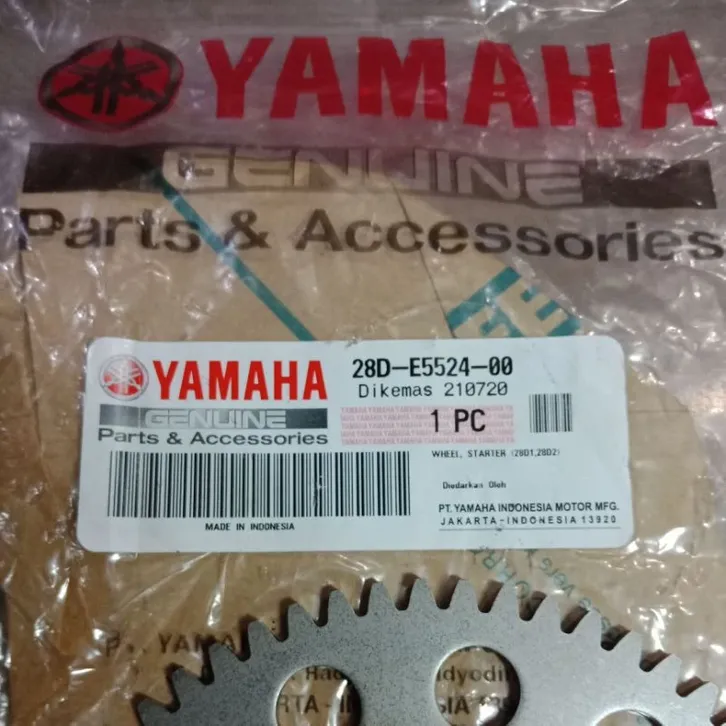 YAMAHA
GENUINE
Parts & Accessories
YAMAHA
GENUINE
Parts & Accessories
28D-E5524-00
Dikemas 210720
1 PC
WHEEL, STARTER (28D1,28D2)
MADE IN INDONESIA
Diedarkan Oleh
PT. YAMAHA INDONESIA MOTOR MFG.
JAKARTA-INDONESIA 13920
YAMA